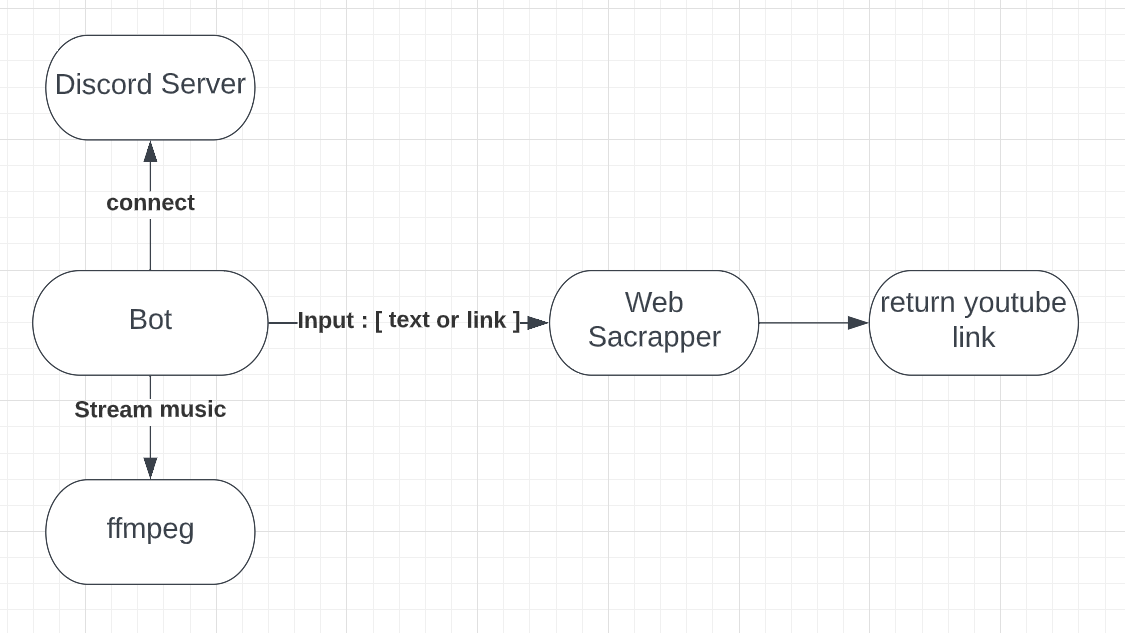 Discord Server
connect
Bot
Input : [ text or link ]
Web
Sacrapper
return youtube
link
Stream music
ffmpeg